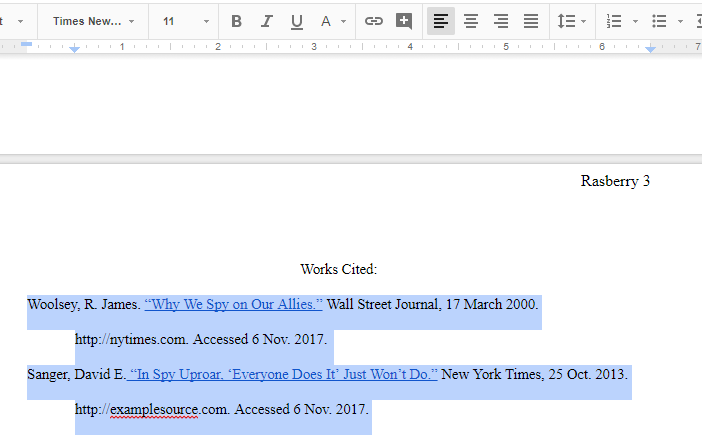 t Times New... 11 B I U A
1 2 3 4 5 6 7
Rasberry 3
Works Cited:
Woolsey, R. James. “Why We Spy on Our Allies.” Wall Street Journal, 17 March 2000.
http://nytimes.com. Accessed 6 Nov. 2017.
Sanger, David E. “In Spy Uproar, ‘Everyone Does It’ Just Won’t Do.” New York Times, 25 Oct. 2013.
http://examplesource.com. Accessed 6 Nov. 2017.